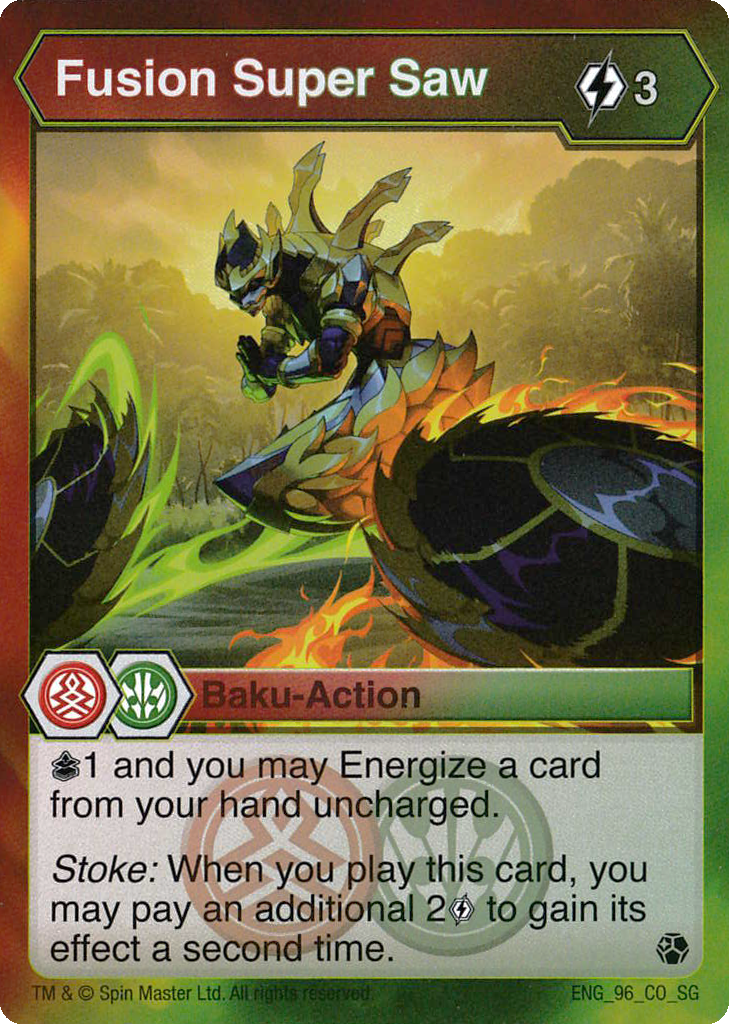 Fusion Super Saw
3
Baku-Action
1 and you may Energize a card
from your hand uncharged.
Stoke: When you play this card, you
may pay an additional 2 to gain its
effect a second time.
TM & © Spin Master Ltd. All rights reserved.
ENG_96_CO_SG